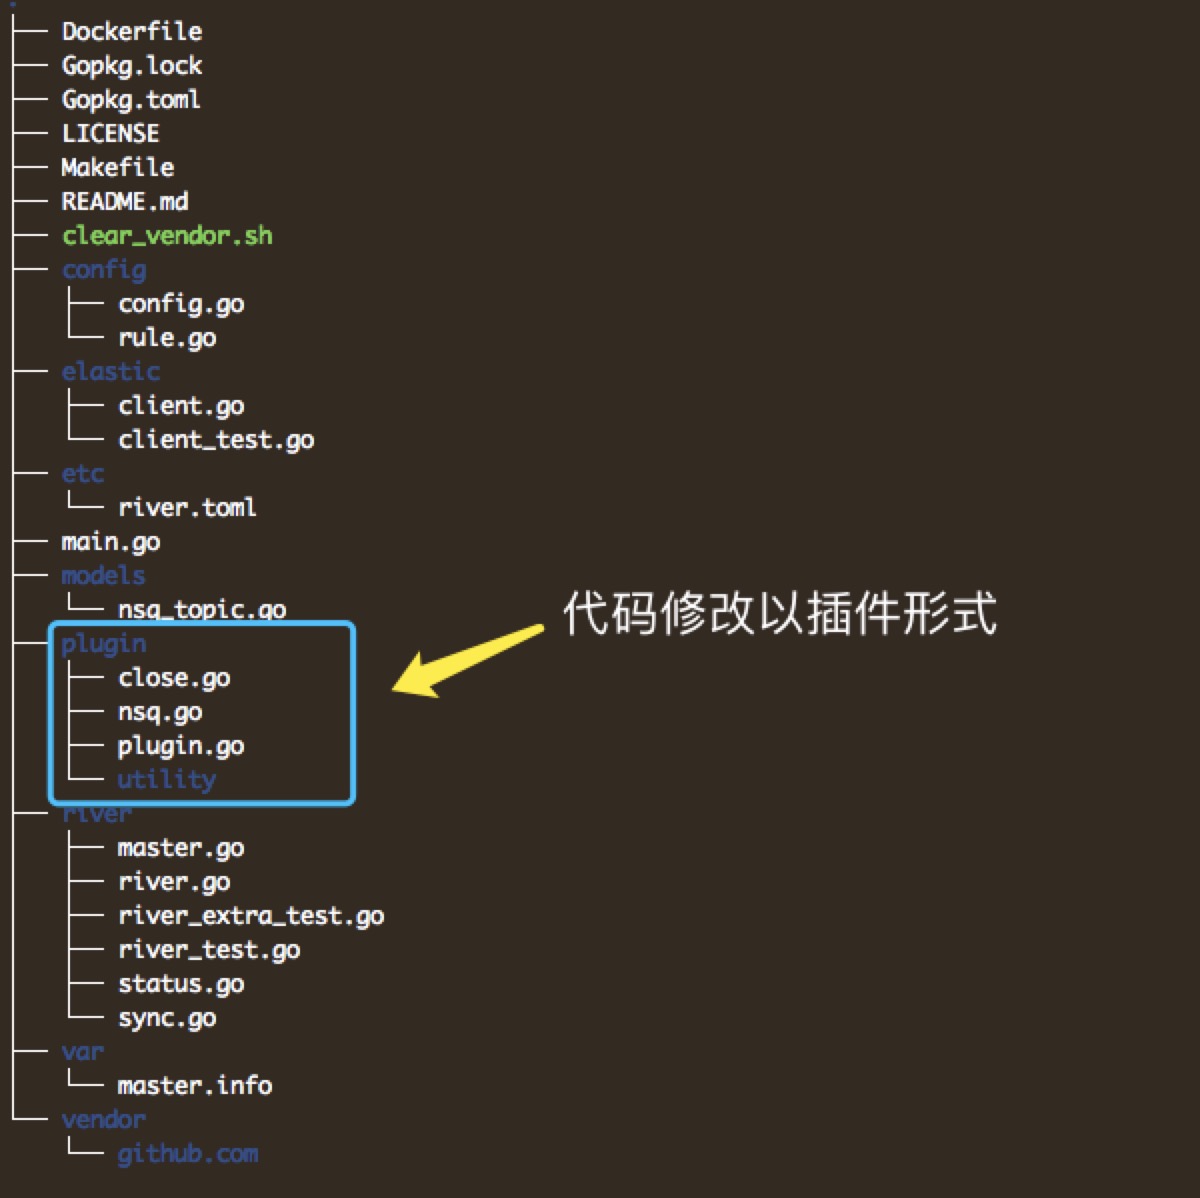 .
├── Dockerfile
├── Gopkg.lock
├── Gopkg.toml
├── LICENSE
├── Makefile
├── README.md
├── clear_vendor.sh
├── config
│   ├── config.go
│   └── rule.go
├── elastic
│   ├── client.go
│   └── client_test.go
├── etc
│   └── river.toml
├── main.go
├── models
│   └── nsq_topic.go
代码修改以插件形式
├── plugin
│   ├── close.go
│   ├── nsq.go
│   ├── plugin.go
│   └── utility
├── river
│   ├── master.go
│   ├── river.go
│   ├── river_extra_test.go
│   ├── river_test.go
│   ├── status.go
│   └── sync.go
├── var
│   └── master.info
└── vendor
    └── github.com